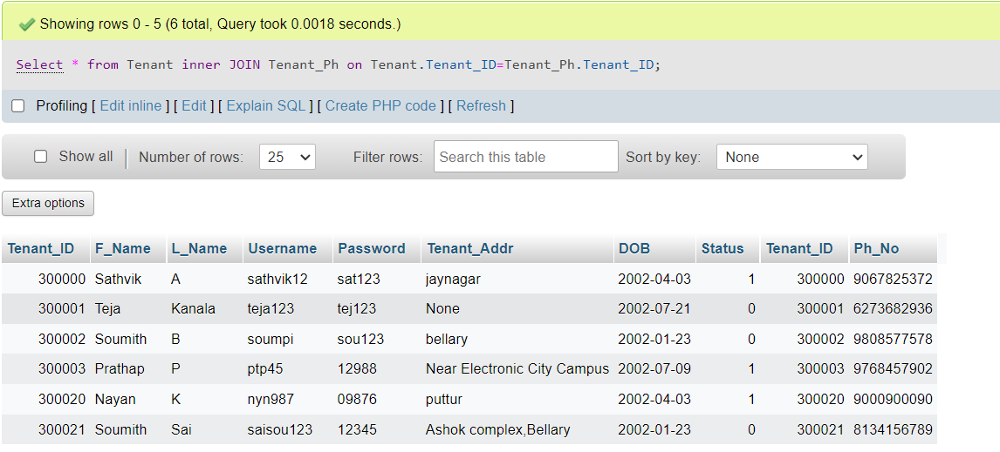 Showing rows 0 - 5 (6 total, Query took 0.0018 seconds.)
Select * from Tenant inner JOIN Tenant_Ph on Tenant.Tenant_ID=Tenant_Ph.Tenant_ID;
Profiling [ Edit inline ] [ Edit ] [ Explain SQL ] [ Create PHP code ] [ Refresh ]
Show all Number of rows: 25 Filter rows: Search this table Sort by key: None
Extra options
Tenant_ID F_Name L_Name Username Password Tenant_Addr DOB Status Tenant_ID Ph_No
300000 Sathvik A sathvik12 sat123 jaynagar 2002-04-03 1 300000 9067825372
300001 Teja Kanala teja123 tej123 None 2002-07-21 0 300001 6273682936
300002 Soumith B soumpi sou123 bellary 2002-01-23 0 300002 9808577578
300003 Prathap P ptp45 12988 Near Electronic City Campus 2002-07-09 1 300003 9768457902
300020 Nayan K nyn987 09876 puttur 2002-04-03 1 300020 9000900090
300021 Soumith Sai saisou123 12345 Ashok complex,Bellary 2002-01-23 0 300021 8134156789